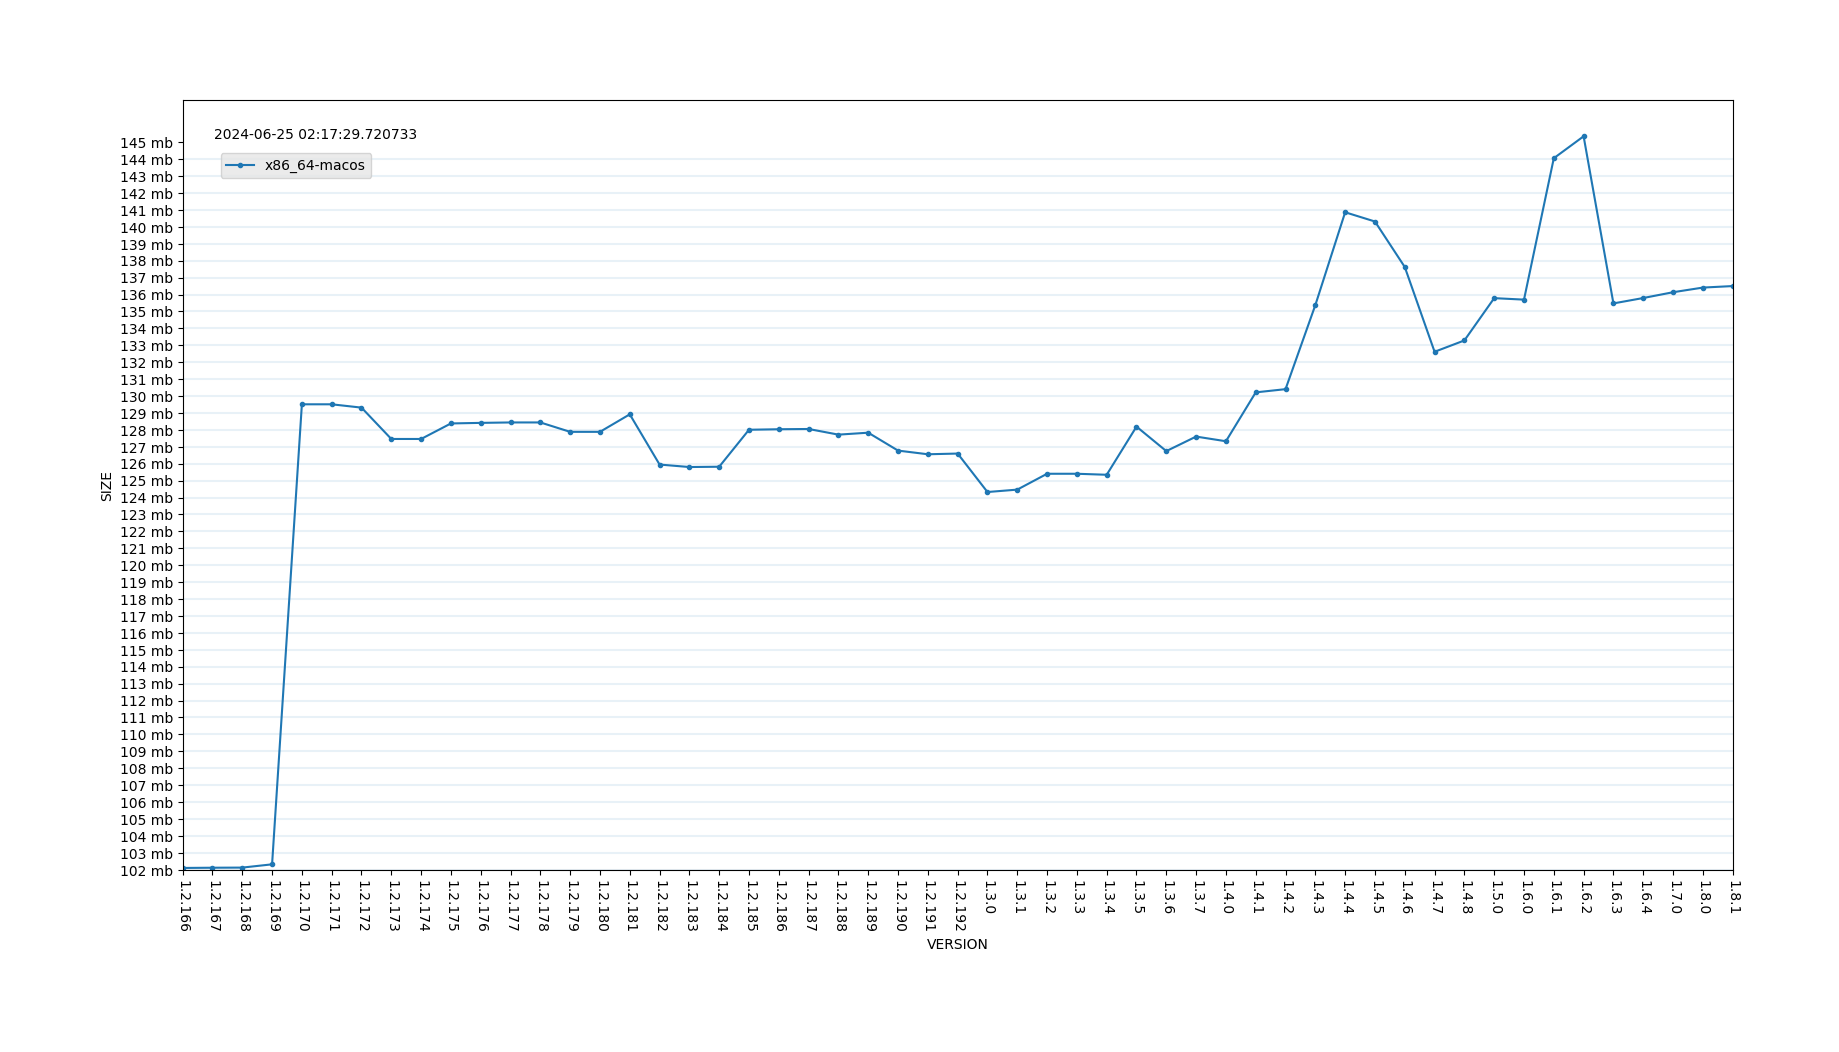 2024-06-25 02:17:29.720733
x86_64-macos
145 mb
144 mb
143 mb
142 mb
141 mb
140 mb
139 mb
138 mb
137 mb
136 mb
135 mb
134 mb
133 mb
132 mb
131 mb
130 mb
129 mb
128 mb
127 mb
126 mb
125 mb
124 mb
123 mb
122 mb
121 mb
120 mb
119 mb
118 mb
117 mb
116 mb
115 mb
114 mb
113 mb
112 mb
111 mb
110 mb
109 mb
108 mb
107 mb
106 mb
105 mb
104 mb
103 mb
102 mb
SIZE
1.2.166
1.2.167
1.2.168
1.2.169
1.2.170
1.2.171
1.2.172
1.2.173
1.2.174
1.2.175
1.2.176
1.2.177
1.2.178
1.2.179
1.2.180
1.2.181
1.2.182
1.2.183
1.2.184
1.2.185
1.2.186
1.2.187
1.2.188
1.2.189
1.2.190
1.2.191
1.2.192
1.3.0
1.3.1
1.3.2
1.3.3
1.3.4
1.3.5
1.3.6
1.3.7
1.4.0
1.4.1
1.4.2
1.4.3
1.4.4
1.4.5
1.4.6
1.4.7
1.4.8
1.5.0
1.6.0
1.6.1
1.6.2
1.6.3
1.6.4
1.7.0
1.8.0
1.8.1
VERSION